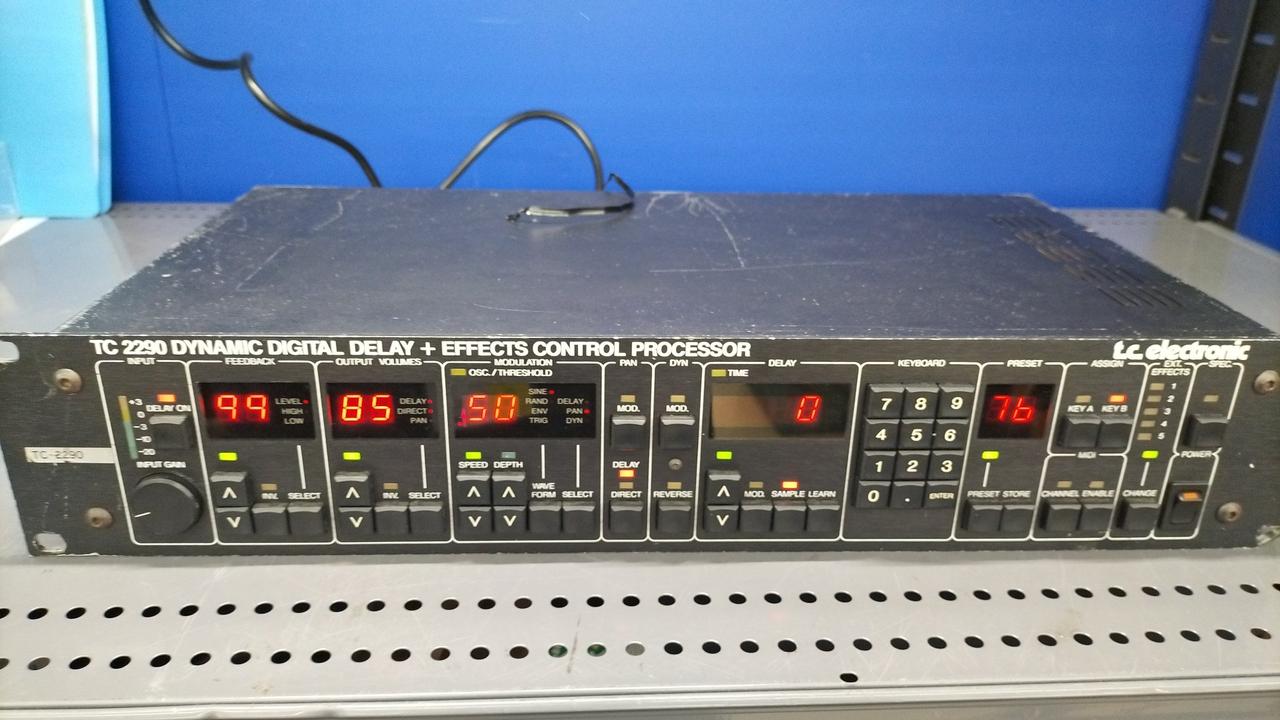 TC 2290 DYNAMIC DIGITAL DELAY + EFFECTS CONTROL PROCESSOR
t.c. electronic
INPUT
FEEDBACK
OUTPUT VOLUMES
MODULATION
PAN
DYN
DELAY
KEYBOARD
PRESET
ASSIGN
EXT. EFFECTS
SPEC.
OSC./THRESHOLD
TIME
+3
0
-3
-10
-20
DELAY ON
INPUT GAIN
TC-2290
99
LEVEL
HIGH
LOW
INV.
SELECT
85
DELAY
DIRECT
PAN
INV.
SELECT
50
SINE
RAND
ENV
TRIG
DELAY
PAN
DYN
SPEED
DEPTH
WAVE FORM
SELECT
MOD.
DELAY
DIRECT
MOD.
REVERSE
0
MOD.
SAMPLE
LEARN
7 8 9
4 5 6
1 2 3
0 . ENTER
76
PRESET
STORE
KEY A
KEY B
MIDI
CHANNEL
ENABLE
1
2
3
4
5
CHANGE
POWER